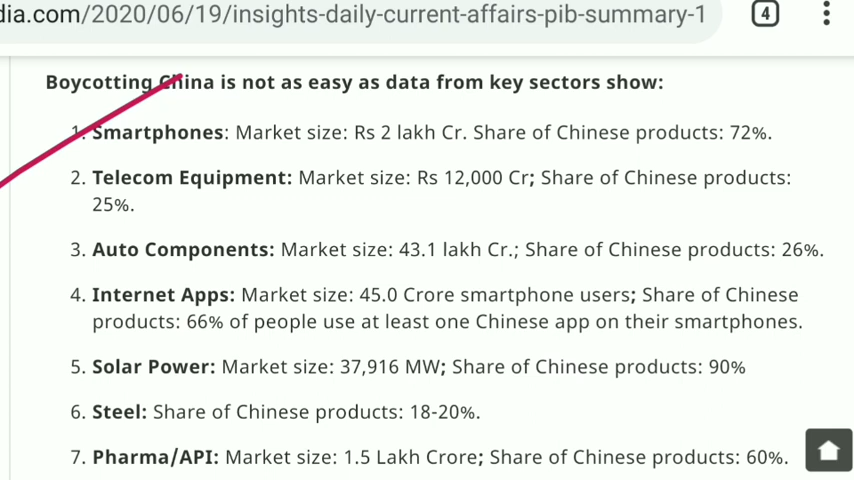 dia.com/2020/06/19/insights-daily-current-affairs-pib-summary-1
4
Boycotting China is not as easy as data from key sectors show:
1. Smartphones: Market size: Rs 2 lakh Cr. Share of Chinese products: 72%.
2. Telecom Equipment: Market size: Rs 12,000 Cr; Share of Chinese products:
25%.
3. Auto Components: Market size: 43.1 lakh Cr.; Share of Chinese products: 26%.
4. Internet Apps: Market size: 45.0 Crore smartphone users; Share of Chinese
products: 66% of people use at least one Chinese app on their smartphones.
5. Solar Power: Market size: 37,916 MW; Share of Chinese products: 90%
6. Steel: Share of Chinese products: 18-20%.
7. Pharma/API: Market size: 1.5 Lakh Crore; Share of Chinese products: 60%.